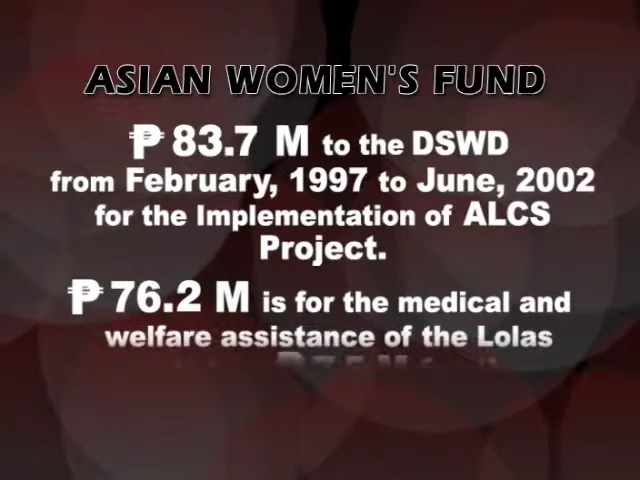 ASIAN WOMEN'S FUND
₱ 83.7 M to the DSWD
from February, 1997 to June, 2002
for the Implementation of ALCS
Project.
₱ 76.2 M is for the medical and
welfare assistance of the Lolas